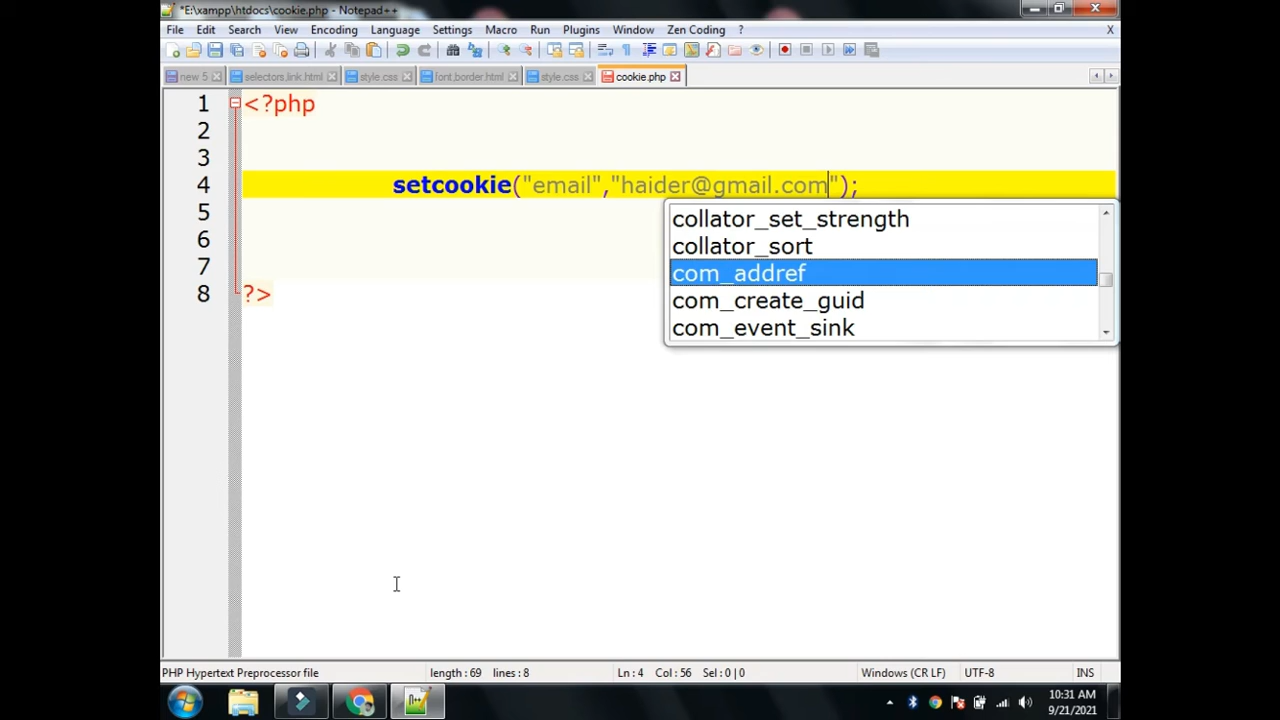 *E:\xampp\htdocs\cookie.php - Notepad++
File Edit Search View Encoding Language Settings Macro Run Plugins Window Zen Coding ? X
new 5 selectors.link.html style.css font.border.html style.css cookie.php
1 <?php
2
3
4 setcookie("email","haider@gmail.com");
5
6
7
8 ?>
collator_set_strength
collator_sort
com_addref
com_create_guid
com_event_sink
PHP Hypertext Preprocessor file length : 69 lines : 8 Ln : 4 Col : 56 Sel : 0 | 0 Windows (CR LF) UTF-8 INS
10:31 AM
9/21/2021